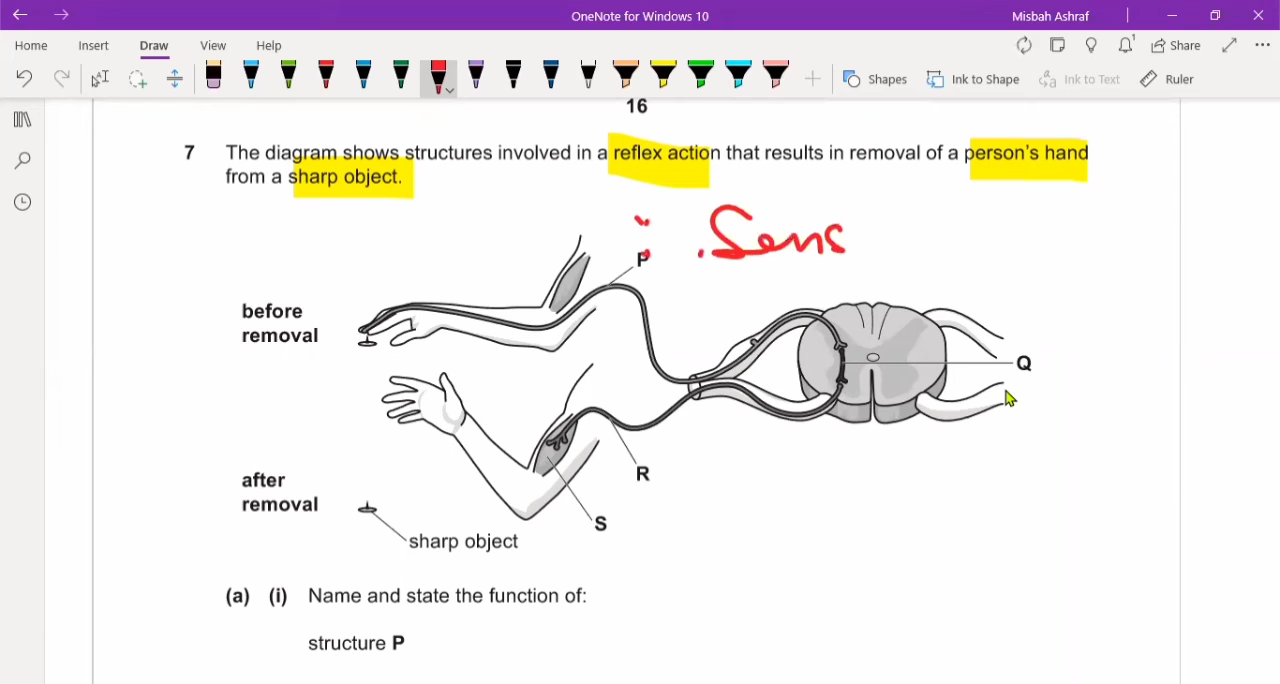 OneNote for Windows 10
Misbah Ashraf
Home Insert Draw View Help
Share
Shapes Ink to Shape Ink to Text Ruler
16
7 The diagram shows structures involved in a reflex action that results in removal of a person's hand
from a sharp object.
Sens
P
before
removal
Q
R
after
removal
S
sharp object
(a) (i) Name and state the function of:
structure P